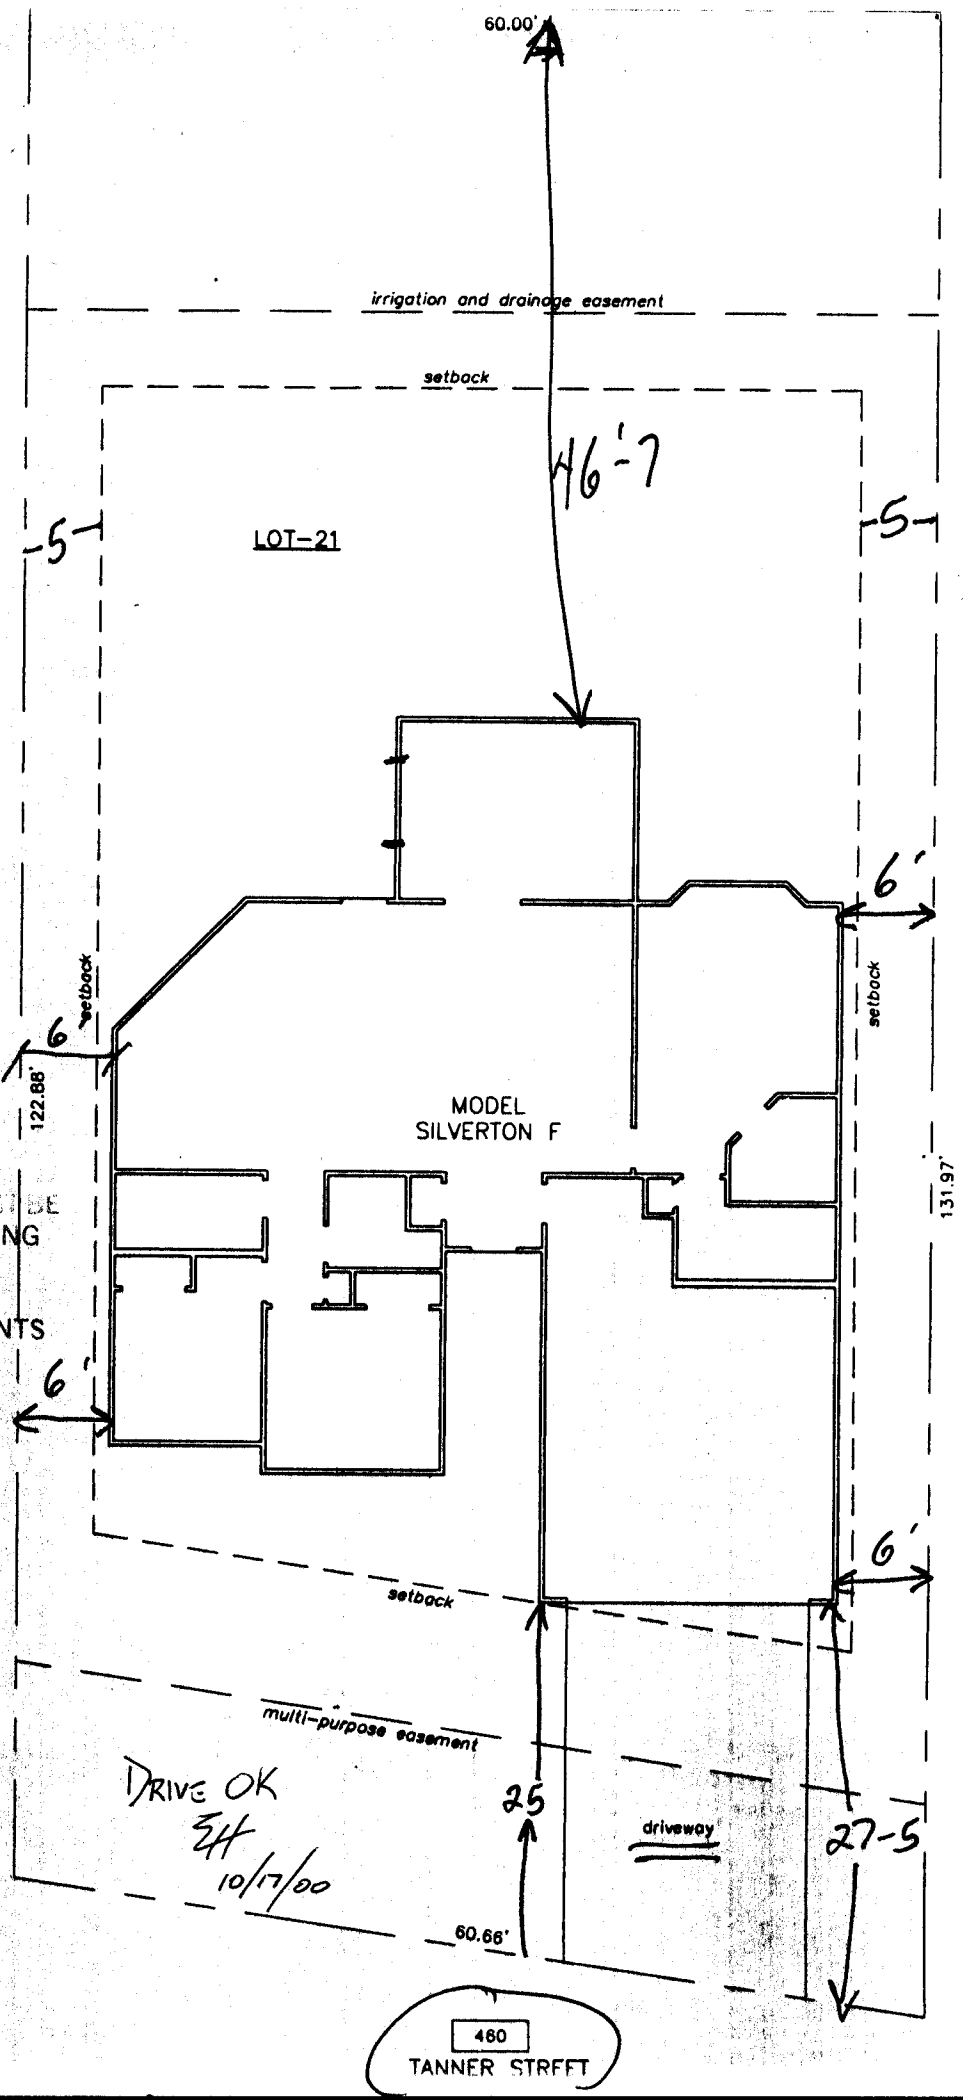 60.00'
irrigation and drainage easement
setback
46'-7
-5-
-5-
LOT-21
6'
setback
setback
6
122.88'
MODEL
SILVERTON F
131.97'
BE
NG
NTS
6'
6'
setback
multi-purpose easement
DRIVE OK
EH
10/17/00
25
driveway
27-5
60.66'
460
TANNER STREET